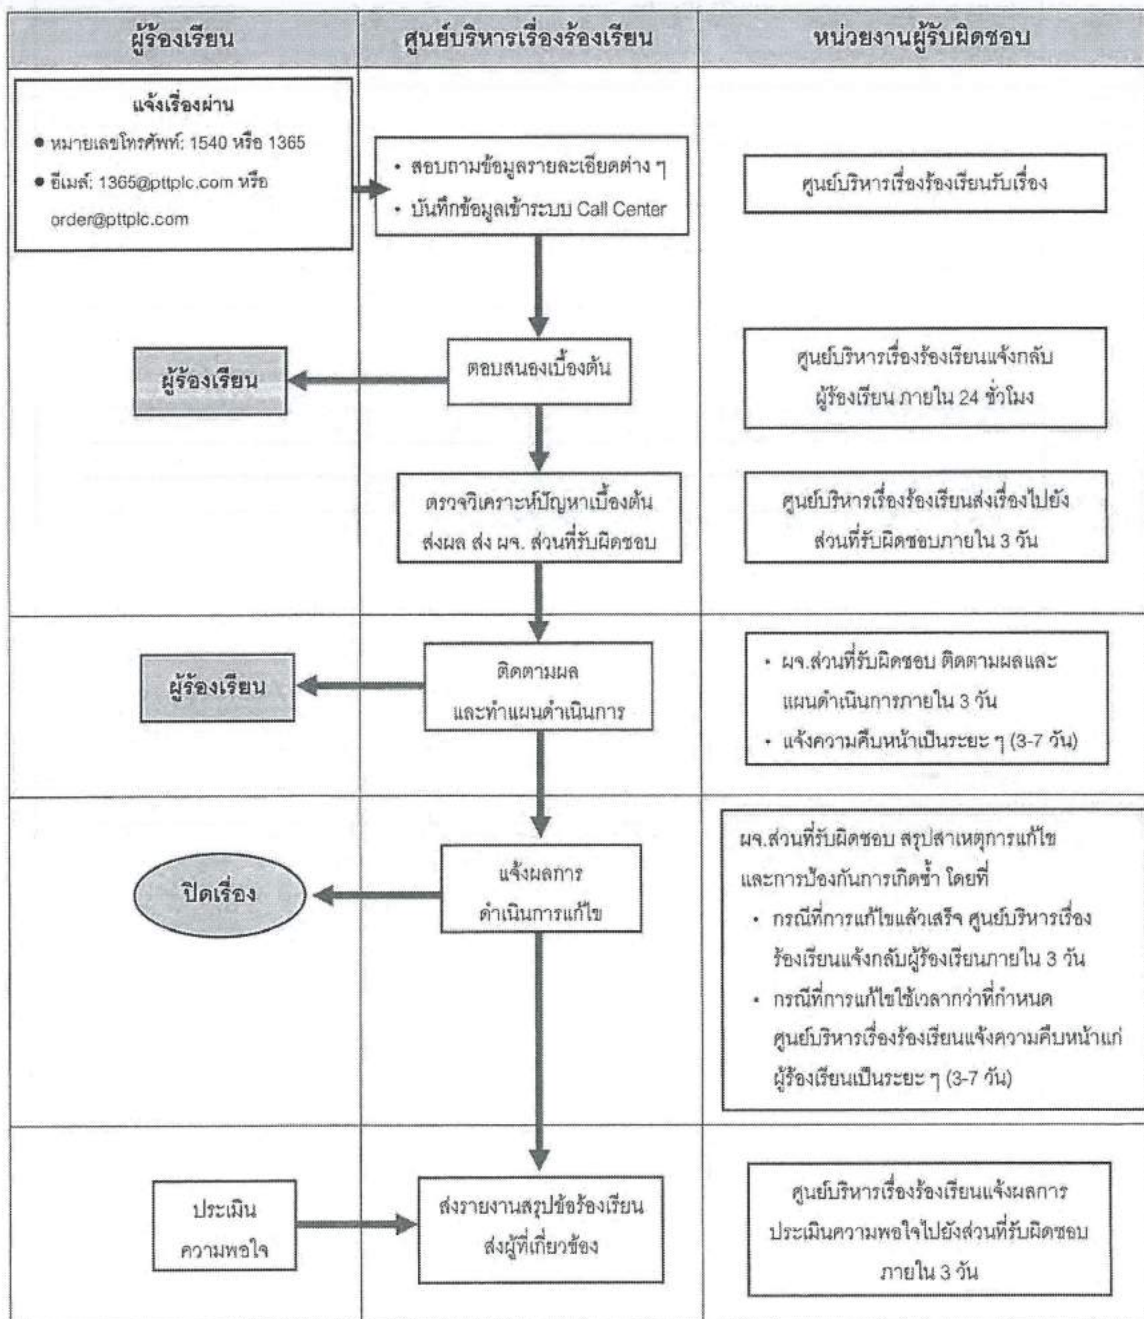 ผู้ร้องเรียน
ศูนย์บริหารเรื่องร้องเรียน
หน่วยงานผู้รับผิดชอบ
แจ้งเรื่องผ่าน
● หมายเลขโทรศัพท์: 1540 หรือ 1365
● อีเมล์: 1365@pttplc.com หรือ
order@pttplc.com
• สอบถามข้อมูลรายละเอียดต่าง ๆ
• บันทึกข้อมูลเข้าระบบ Call Center
ศูนย์บริหารเรื่องร้องเรียนรับเรื่อง
ผู้ร้องเรียน
ตอบสนองเบื้องต้น
ศูนย์บริหารเรื่องร้องเรียนแจ้งกลับ
ผู้ร้องเรียน ภายใน 24 ชั่วโมง
ตรวจวิเคราะห์ปัญหาเบื้องต้น
ส่งผล ส่ง ผจ. ส่วนที่รับผิดชอบ
ศูนย์บริหารเรื่องร้องเรียนส่งเรื่องไปยัง
ส่วนที่รับผิดชอบภายใน 3 วัน
ผู้ร้องเรียน
ติดตามผล
และทำแผนดำเนินการ
• ผจ.ส่วนที่รับผิดชอบ ติดตามผลและ
แผนดำเนินการภายใน 3 วัน
• แจ้งความคืบหน้าเป็นระยะ ๆ (3-7 วัน)
ปิดเรื่อง
แจ้งผลการ
ดำเนินการแก้ไข
ผจ.ส่วนที่รับผิดชอบ สรุปสาเหตุการแก้ไข
และการป้องกันการเกิดซ้ำ โดยที่
• กรณีที่การแก้ไขแล้วเสร็จ ศูนย์บริหารเรื่อง
ร้องเรียนแจ้งกลับผู้ร้องเรียนภายใน 3 วัน
• กรณีที่การแก้ไขใช้เวลากว่าที่กำหนด
ศูนย์บริหารเรื่องร้องเรียนแจ้งความคืบหน้าแก่
ผู้ร้องเรียนเป็นระยะ ๆ (3-7 วัน)
ประเมิน
ความพอใจ
ส่งรายงานสรุปข้อร้องเรียน
ส่งผู้ที่เกี่ยวข้อง
ศูนย์บริหารเรื่องร้องเรียนแจ้งผลการ
ประเมินความพอใจไปยังส่วนที่รับผิดชอบ
ภายใน 3 วัน